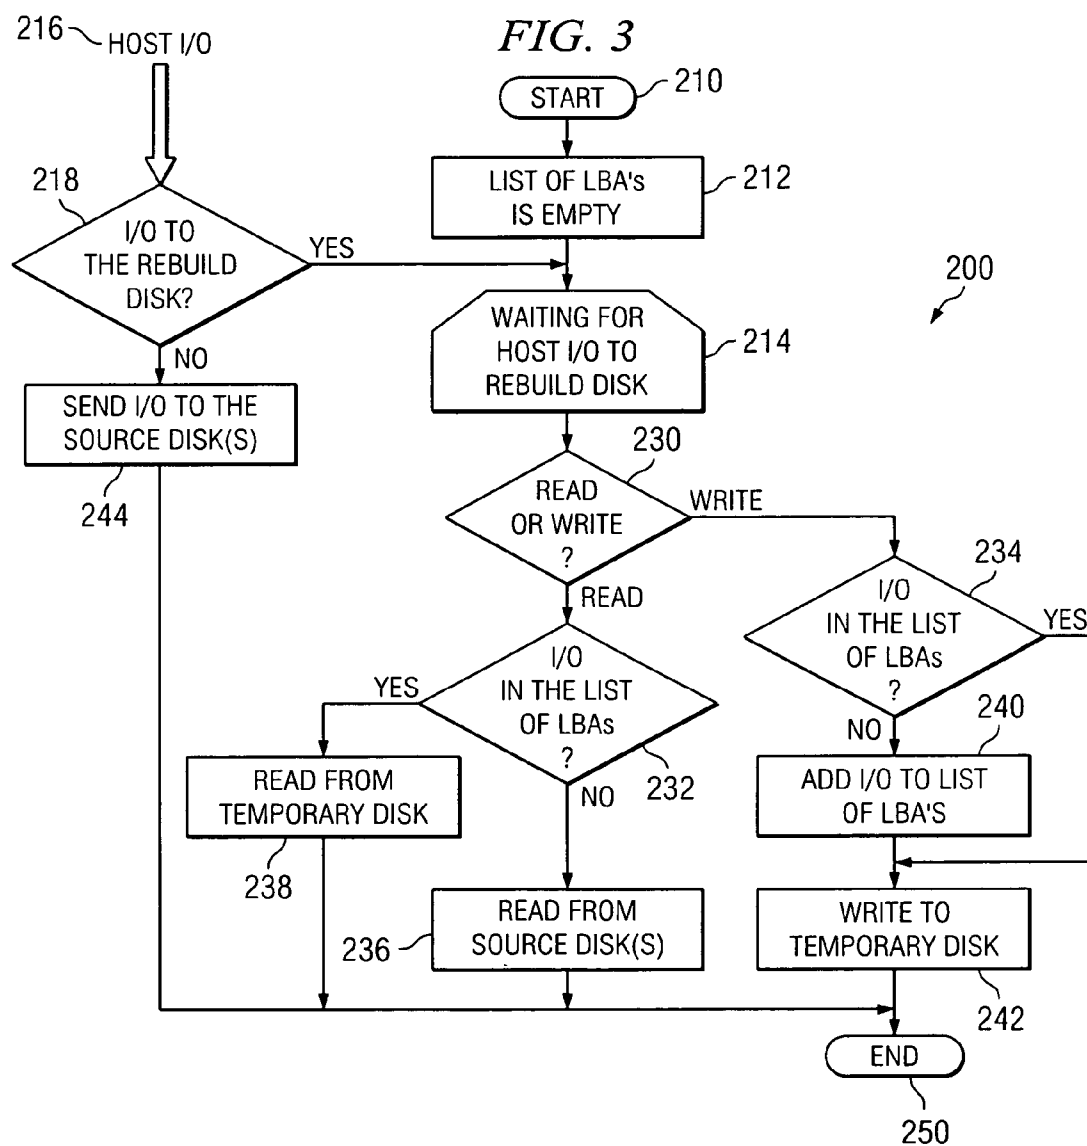 FIG. 3
216
HOST I/O
START
210
LIST OF LBA's
IS EMPTY
212
218
I/O TO
THE REBUILD
DISK?
YES
NO
200
WAITING FOR
HOST I/O TO
REBUILD DISK
214
SEND I/O TO THE
SOURCE DISK(S)
244
READ
OR WRITE
?
230
WRITE
READ
I/O
IN THE LIST
OF LBAs
?
234
YES
NO
I/O
IN THE LIST
OF LBAs
?
232
YES
NO
READ FROM
TEMPORARY DISK
238
240
ADD I/O TO LIST
OF LBA'S
READ FROM
SOURCE DISK(S)
236
WRITE TO
TEMPORARY DISK
242
END
250